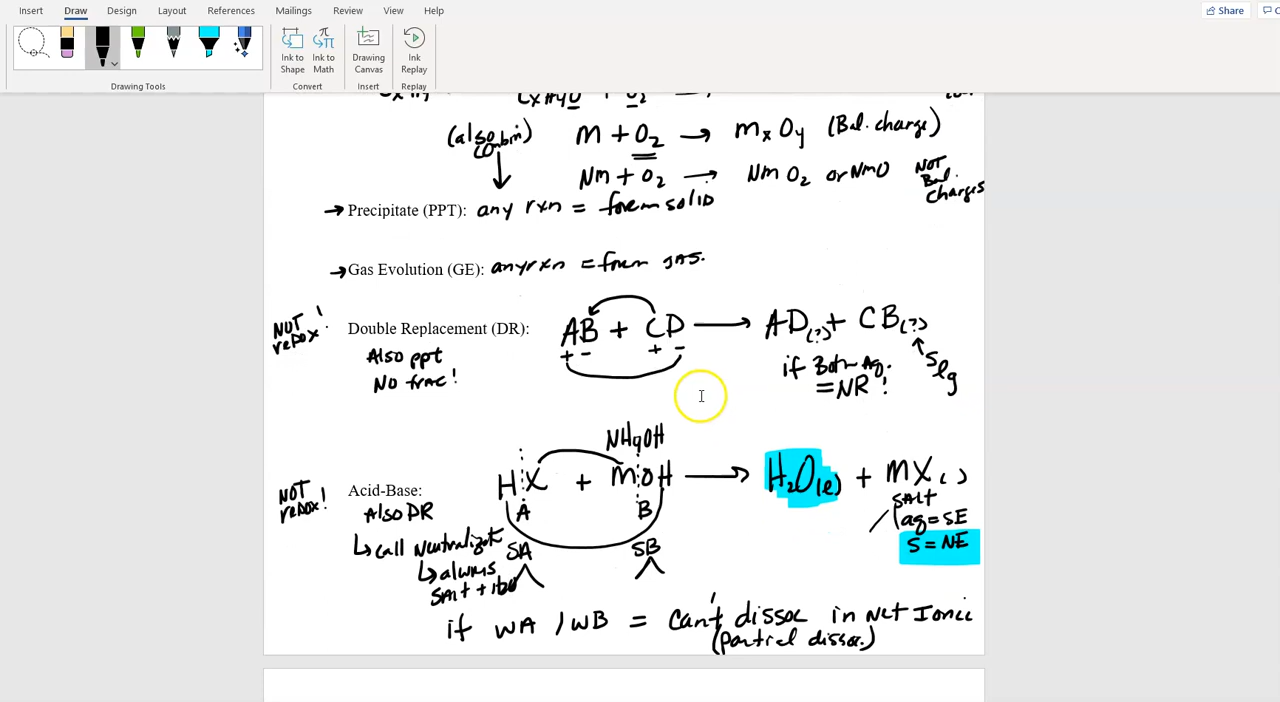 Insert Draw Design Layout References Mailings Review View Help Share
Ink to Shape
Ink to Math
Drawing Canvas
Ink Replay
Drawing Tools Convert Insert Replay
CxHyO + O2 →
(also combin) M + O2 → MxOy (Bal. charge)
Nm + O2 → NmO2 or NmO NOT Bal. charges
→ Precipitate (PPT): any rxn = form solid
→ Gas Evolution (GE): any rxn = form gas.
NOT redox!
Double Replacement (DR): AB + CD → AD(?) + CB(?)
+ - + -
Also ppt
No frac!
if Both Aq.
= NR!
s l g
NH4OH
NOT redox!
Acid-Base: HX + MOH → H2O(l) + MX( )
Also DR A B SALT
aq = SE
↳ call Neutralizat SA SB S = NE
↳ always
SAlt + H2O
if WA / WB = Can't dissoc in Net Ionic
(partial dissoc.)